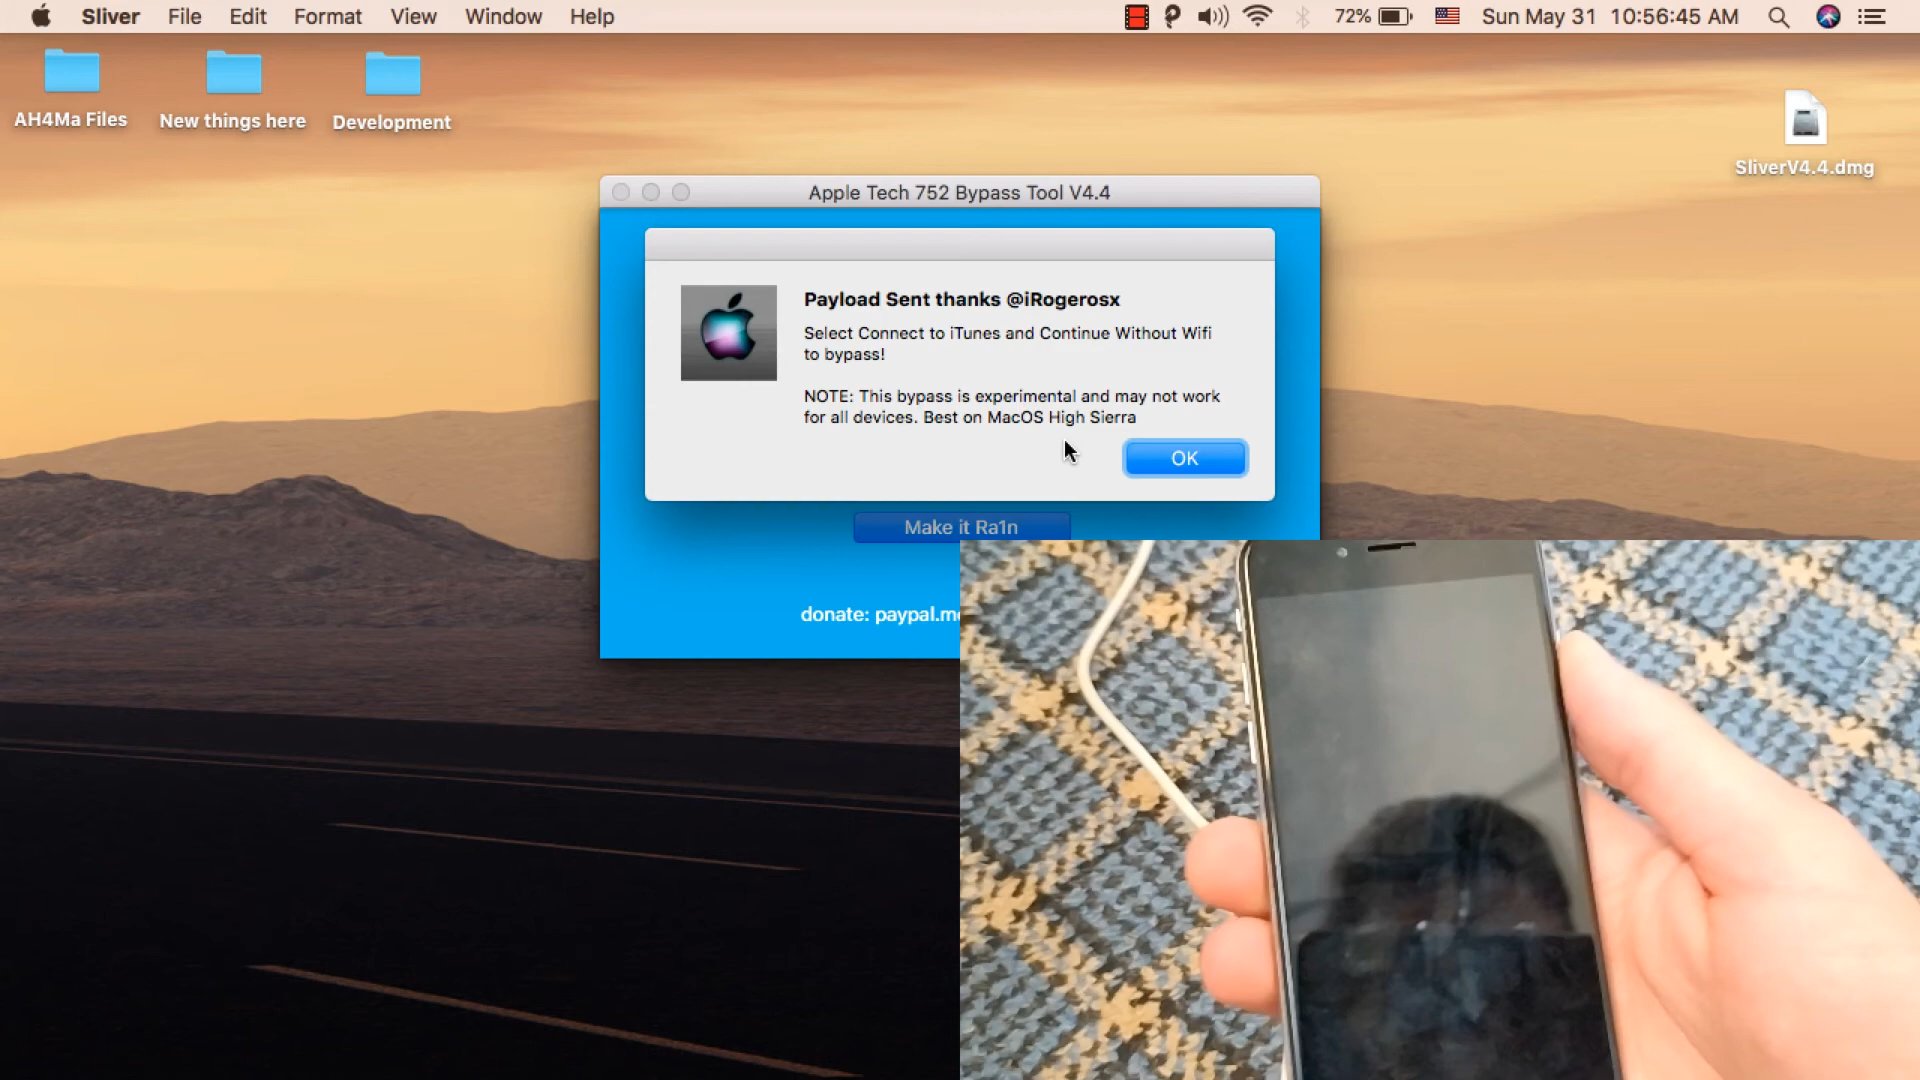 Sliver File Edit Format View Window Help 72% Sun May 31 10:56:45 AM
AH4Ma Files
New things here
Development
SliverV4.4.dmg
Apple Tech 752 Bypass Tool V4.4
Payload Sent thanks @iRogerosx
Select Connect to iTunes and Continue Without Wifi
to bypass!
NOTE: This bypass is experimental and may not work
for all devices. Best on MacOS High Sierra
OK
Make it Ra1n
donate: paypal.m